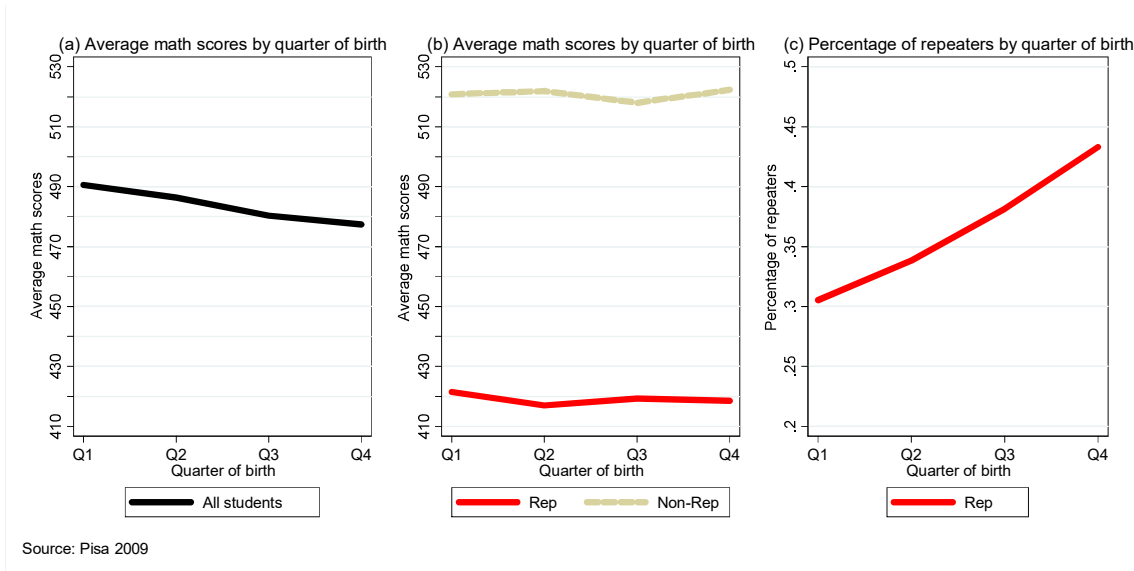 (a) Average math scores by quarter of birth
530
510
490
470
450
430
410
Average math scores
Q1 Q2 Q3 Q4
Quarter of birth
All students
(b) Average math scores by quarter of birth
530
510
490
470
450
430
410
Average math scores
Q1 Q2 Q3 Q4
Quarter of birth
Rep Non-Rep
(c) Percentage of repeaters by quarter of birth
.5
.45
.4
.35
.3
.25
.2
Percentage of repeaters
Q1 Q2 Q3 Q4
Quarter of birth
Rep
Source: Pisa 2009